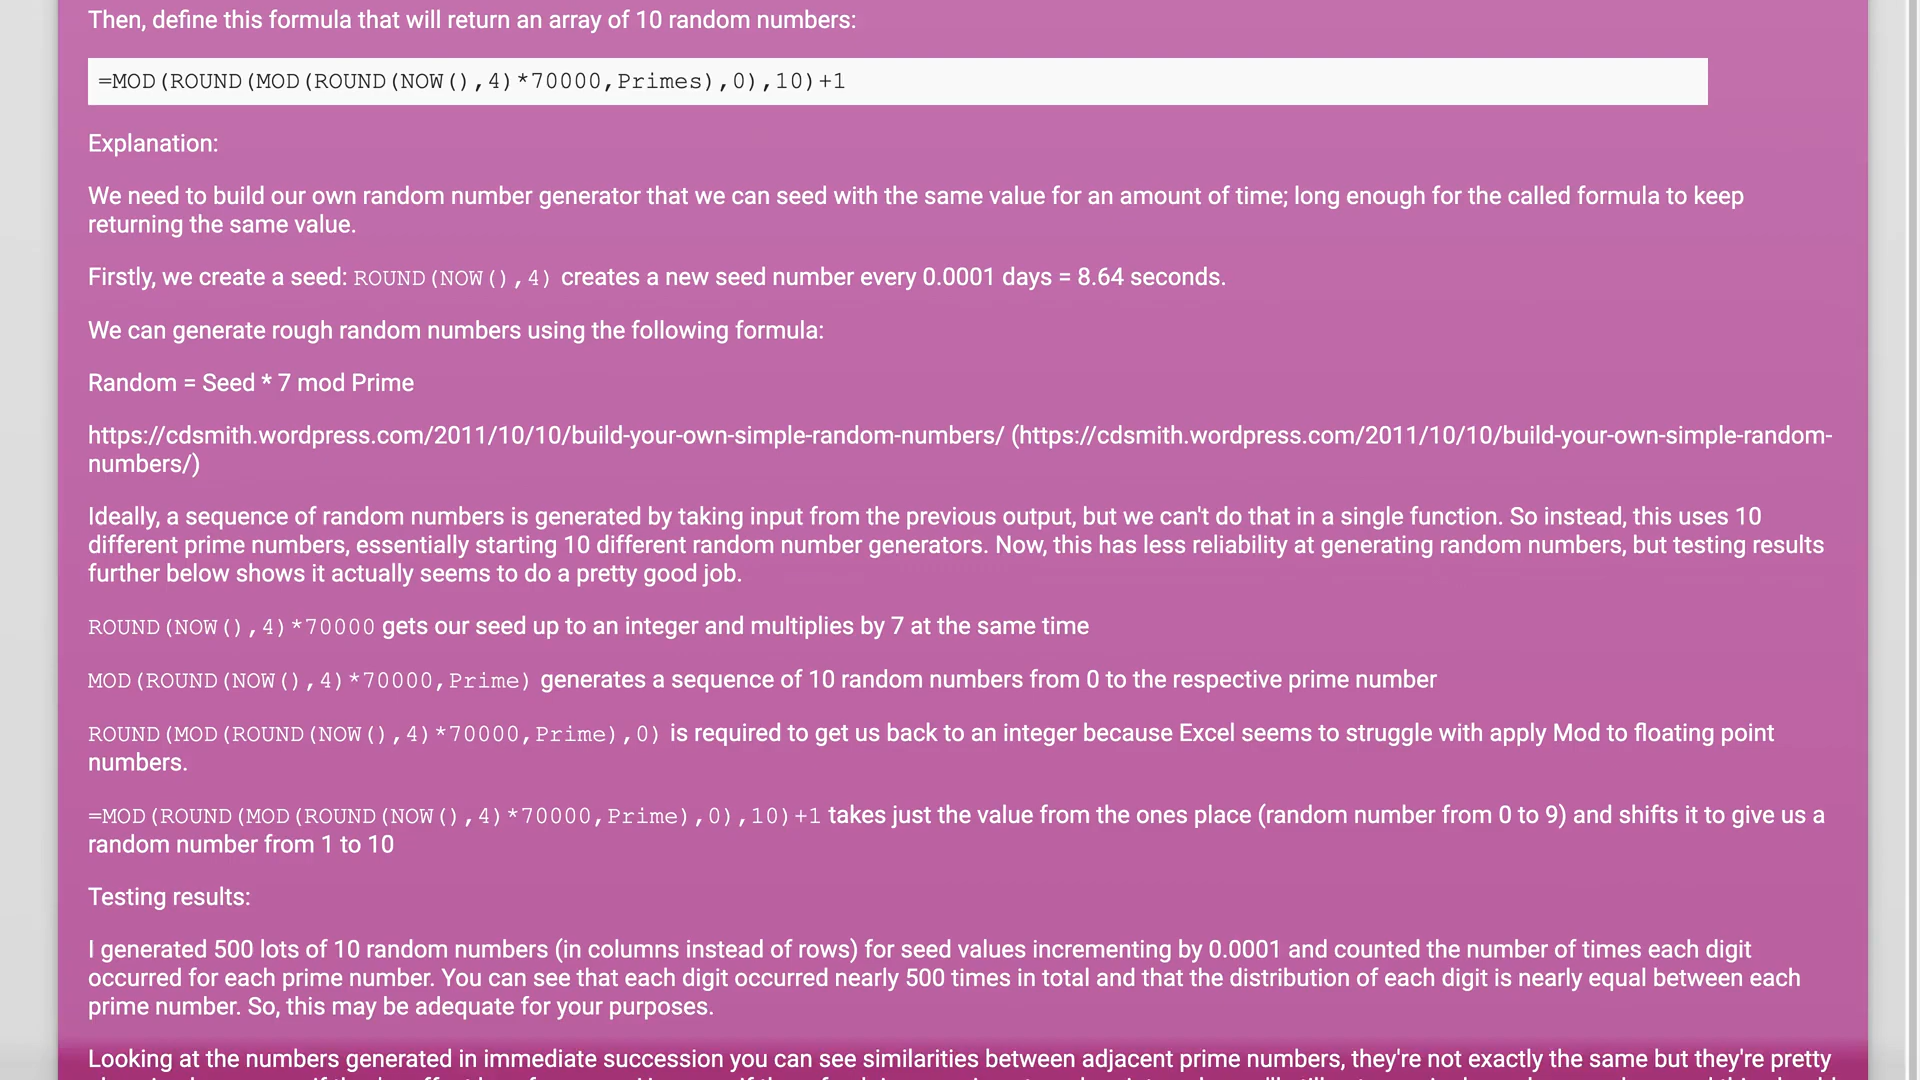 Then, define this formula that will return an array of 10 random numbers:
=MOD(ROUND(MOD(ROUND(NOW(),4)*70000,Primes),0),10)+1
Explanation:
We need to build our own random number generator that we can seed with the same value for an amount of time; long enough for the called formula to keep
returning the same value.
Firstly, we create a seed: ROUND(NOW(),4) creates a new seed number every 0.0001 days = 8.64 seconds.
We can generate rough random numbers using the following formula:
Random = Seed * 7 mod Prime
https://cdsmith.wordpress.com/2011/10/10/build-your-own-simple-random-numbers/ (https://cdsmith.wordpress.com/2011/10/10/build-your-own-simple-random-
numbers/)
Ideally, a sequence of random numbers is generated by taking input from the previous output, but we can't do that in a single function. So instead, this uses 10
different prime numbers, essentially starting 10 different random number generators. Now, this has less reliability at generating random numbers, but testing results
further below shows it actually seems to do a pretty good job.
ROUND(NOW(),4)*70000 gets our seed up to an integer and multiplies by 7 at the same time
MOD(ROUND(NOW(),4)*70000,Prime) generates a sequence of 10 random numbers from 0 to the respective prime number
ROUND(MOD(ROUND(NOW(),4)*70000,Prime),0) is required to get us back to an integer because Excel seems to struggle with apply Mod to floating point
numbers.
=MOD(ROUND(MOD(ROUND(NOW(),4)*70000,Prime),0),10)+1 takes just the value from the ones place (random number from 0 to 9) and shifts it to give us a
random number from 1 to 10
Testing results:
I generated 500 lots of 10 random numbers (in columns instead of rows) for seed values incrementing by 0.0001 and counted the number of times each digit
occurred for each prime number. You can see that each digit occurred nearly 500 times in total and that the distribution of each digit is nearly equal between each
prime number. So, this may be adequate for your purposes.
Looking at the numbers generated in immediate succession you can see similarities between adjacent prime numbers, they're not exactly the same but they're pretty